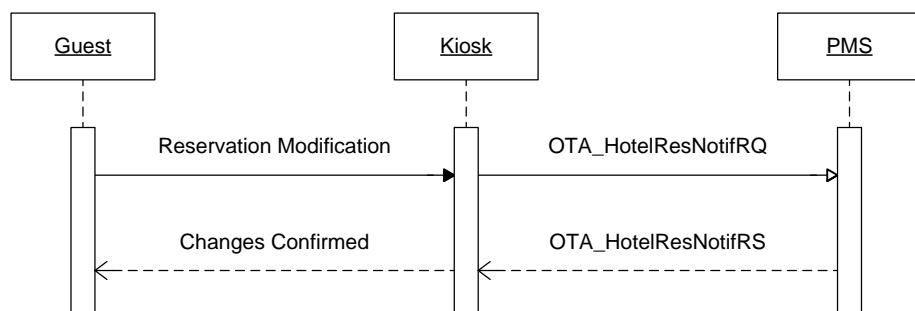 Guest
Kiosk
PMS
Reservation Modification
OTA_HotelResNotifRQ
Changes Confirmed
OTA_HotelResNotifRS